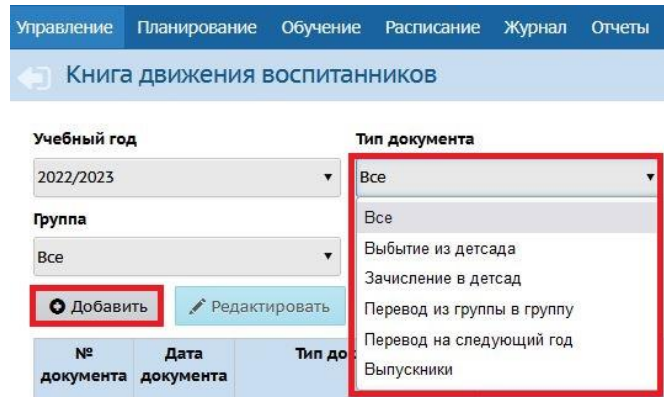 Управление Планирование Обучение Расписание Журнал Отчеты
Книга движения воспитанников
Учебный год Тип документа
2022/2023 Все
Группа Все
Все Выбытие из детсада
Зачисление в детсад
Добавить Редактировать Перевод из группы в группу
Перевод на следующий год
№ документа Дата документа Тип Выпускники